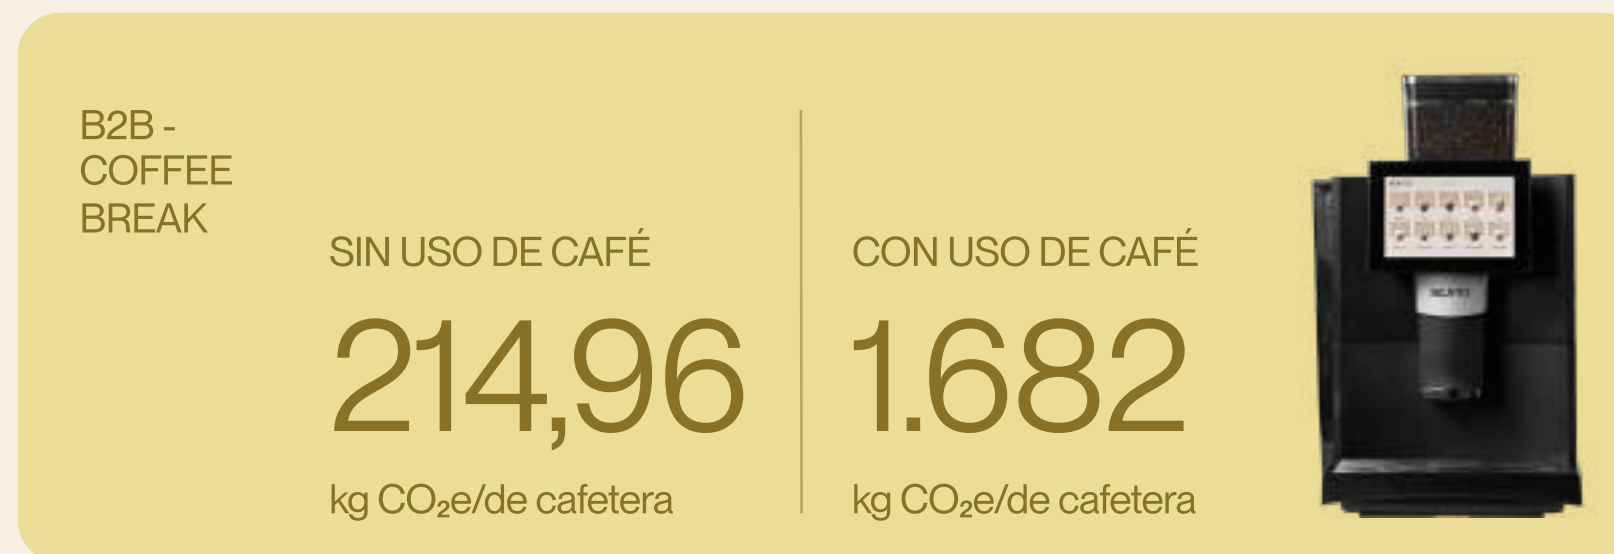 B2B -
COFFEE
BREAK
SIN USO DE CAFÉ
214,96
kg CO₂e/de cafetera
CON USO DE CAFÉ
1.682
kg CO₂e/de cafetera